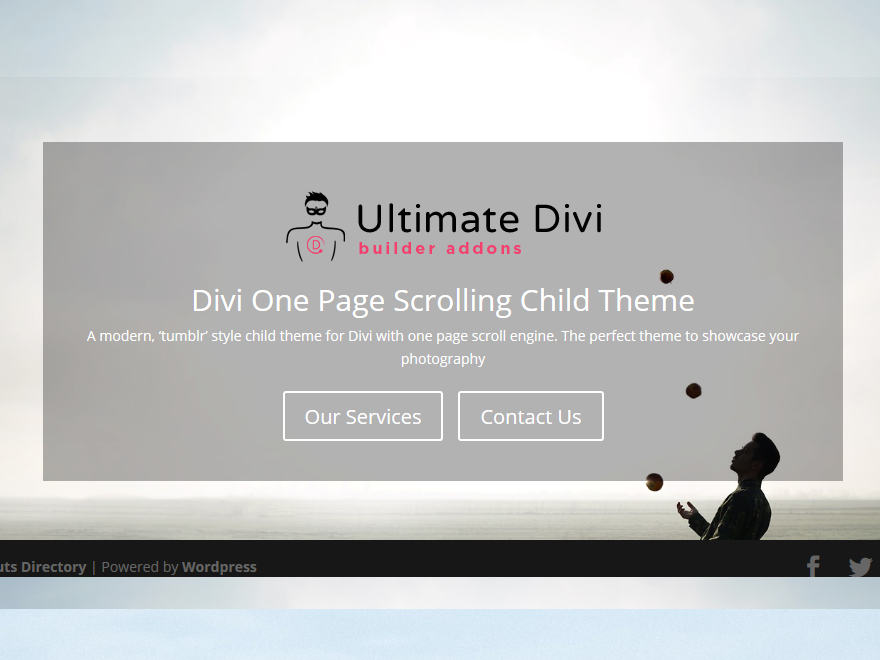 Ultimate Divi
builder addons
Divi One Page Scrolling Child Theme
A modern, ‘tumblr’ style child theme for Divi with one page scroll engine. The perfect theme to showcase your
photography
Our Services
Contact Us
uts Directory | Powered by Wordpress